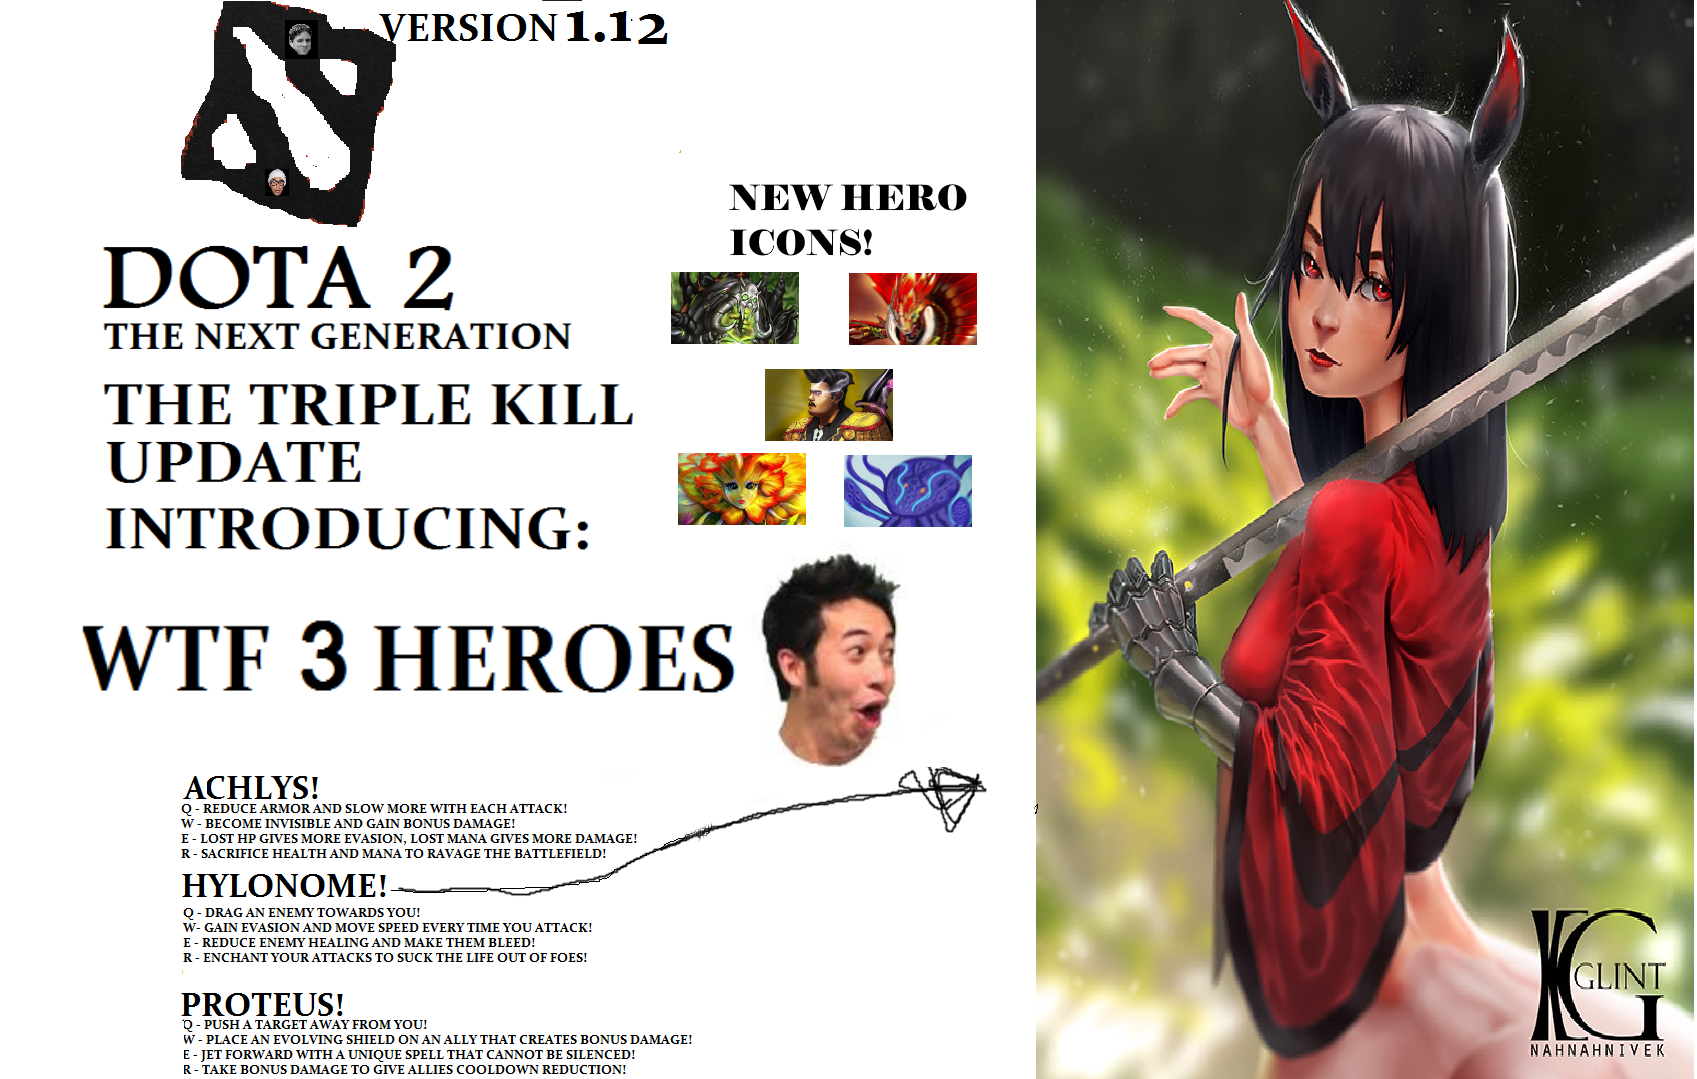 VERSION 1.12
DOTA 2
THE NEXT GENERATION
THE TRIPLE KILL
UPDATE
INTRODUCING:
WTF 3 HEROES
NEW HERO
ICONS!
ACHLYS!
Q - REDUCE ARMOR AND SLOW MORE WITH EACH ATTACK!
W - BECOME INVISIBLE AND GAIN BONUS DAMAGE!
E - LOST HP GIVES MORE EVASION, LOST MANA GIVES MORE DAMAGE!
R - SACRIFICE HEALTH AND MANA TO RAVAGE THE BATTLEFIELD!
HYLONOME!
Q - DRAG AN ENEMY TOWARDS YOU!
W- GAIN EVASION AND MOVE SPEED EVERY TIME YOU ATTACK!
E - REDUCE ENEMY HEALING AND MAKE THEM BLEED!
R - ENCHANT YOUR ATTACKS TO SUCK THE LIFE OUT OF FOES!
PROTEUS!
Q - PUSH A TARGET AWAY FROM YOU!
W - PLACE AN EVOLVING SHIELD ON AN ALLY THAT CREATES BONUS DAMAGE!
E - JET FORWARD WITH A UNIQUE SPELL THAT CANNOT BE SILENCED!
R - TAKE BONUS DAMAGE TO GIVE ALLIES COOLDOWN REDUCTION!
KG
GLINT
NAHNAHNIVEK